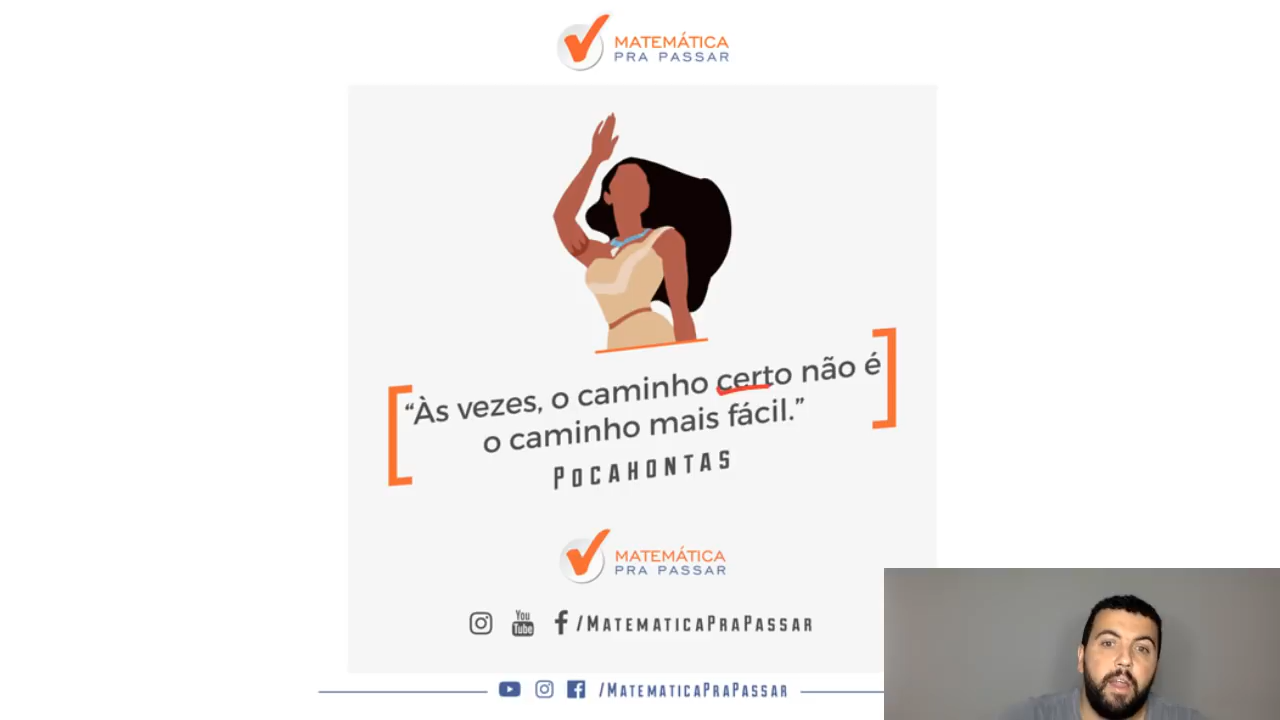 MATEMÁTICA
PRA PASSAR
“Às vezes, o caminho certo não é
o caminho mais fácil.”
POCAHONTAS
MATEMÁTICA
PRA PASSAR
You
Tube
/MATEMATICAPRAPASSAR
/MATEMATICAPRAPASSAR